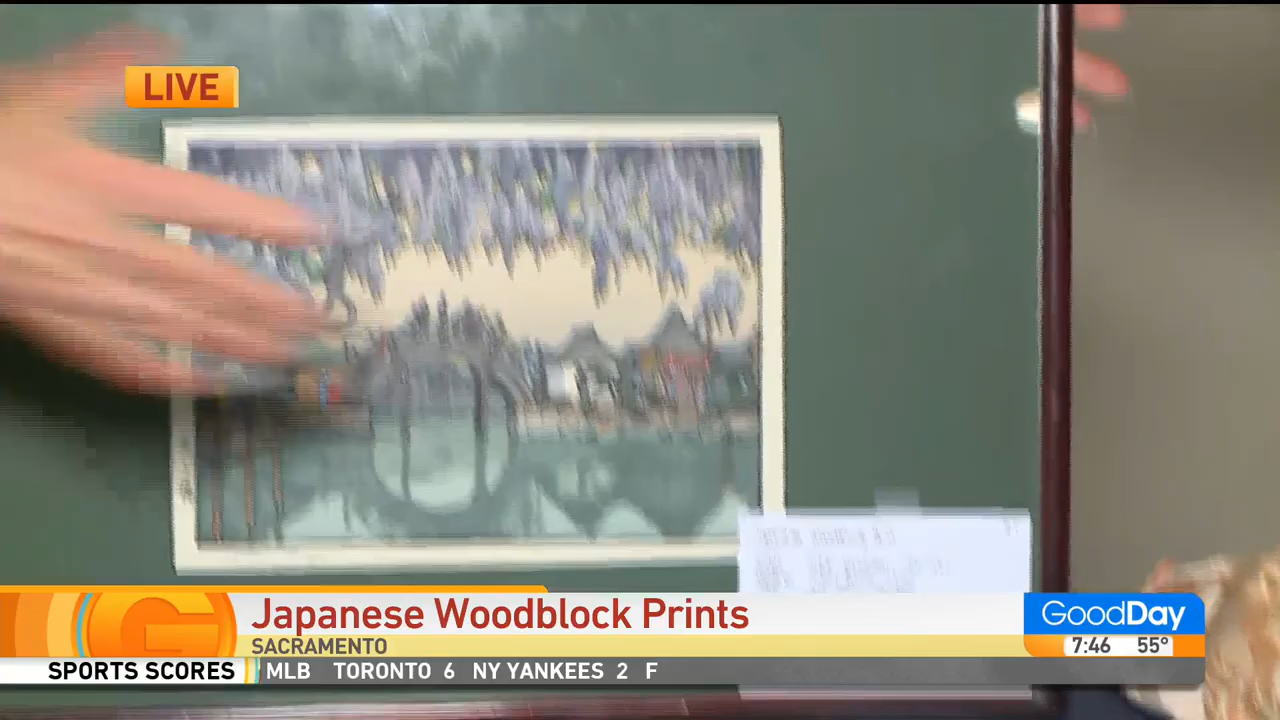 LIVE
Japanese Woodblock Prints
SACRAMENTO
GoodDay
7:46 55°
SPORTS SCORES
MLB TORONTO 6 NY YANKEES 2 F